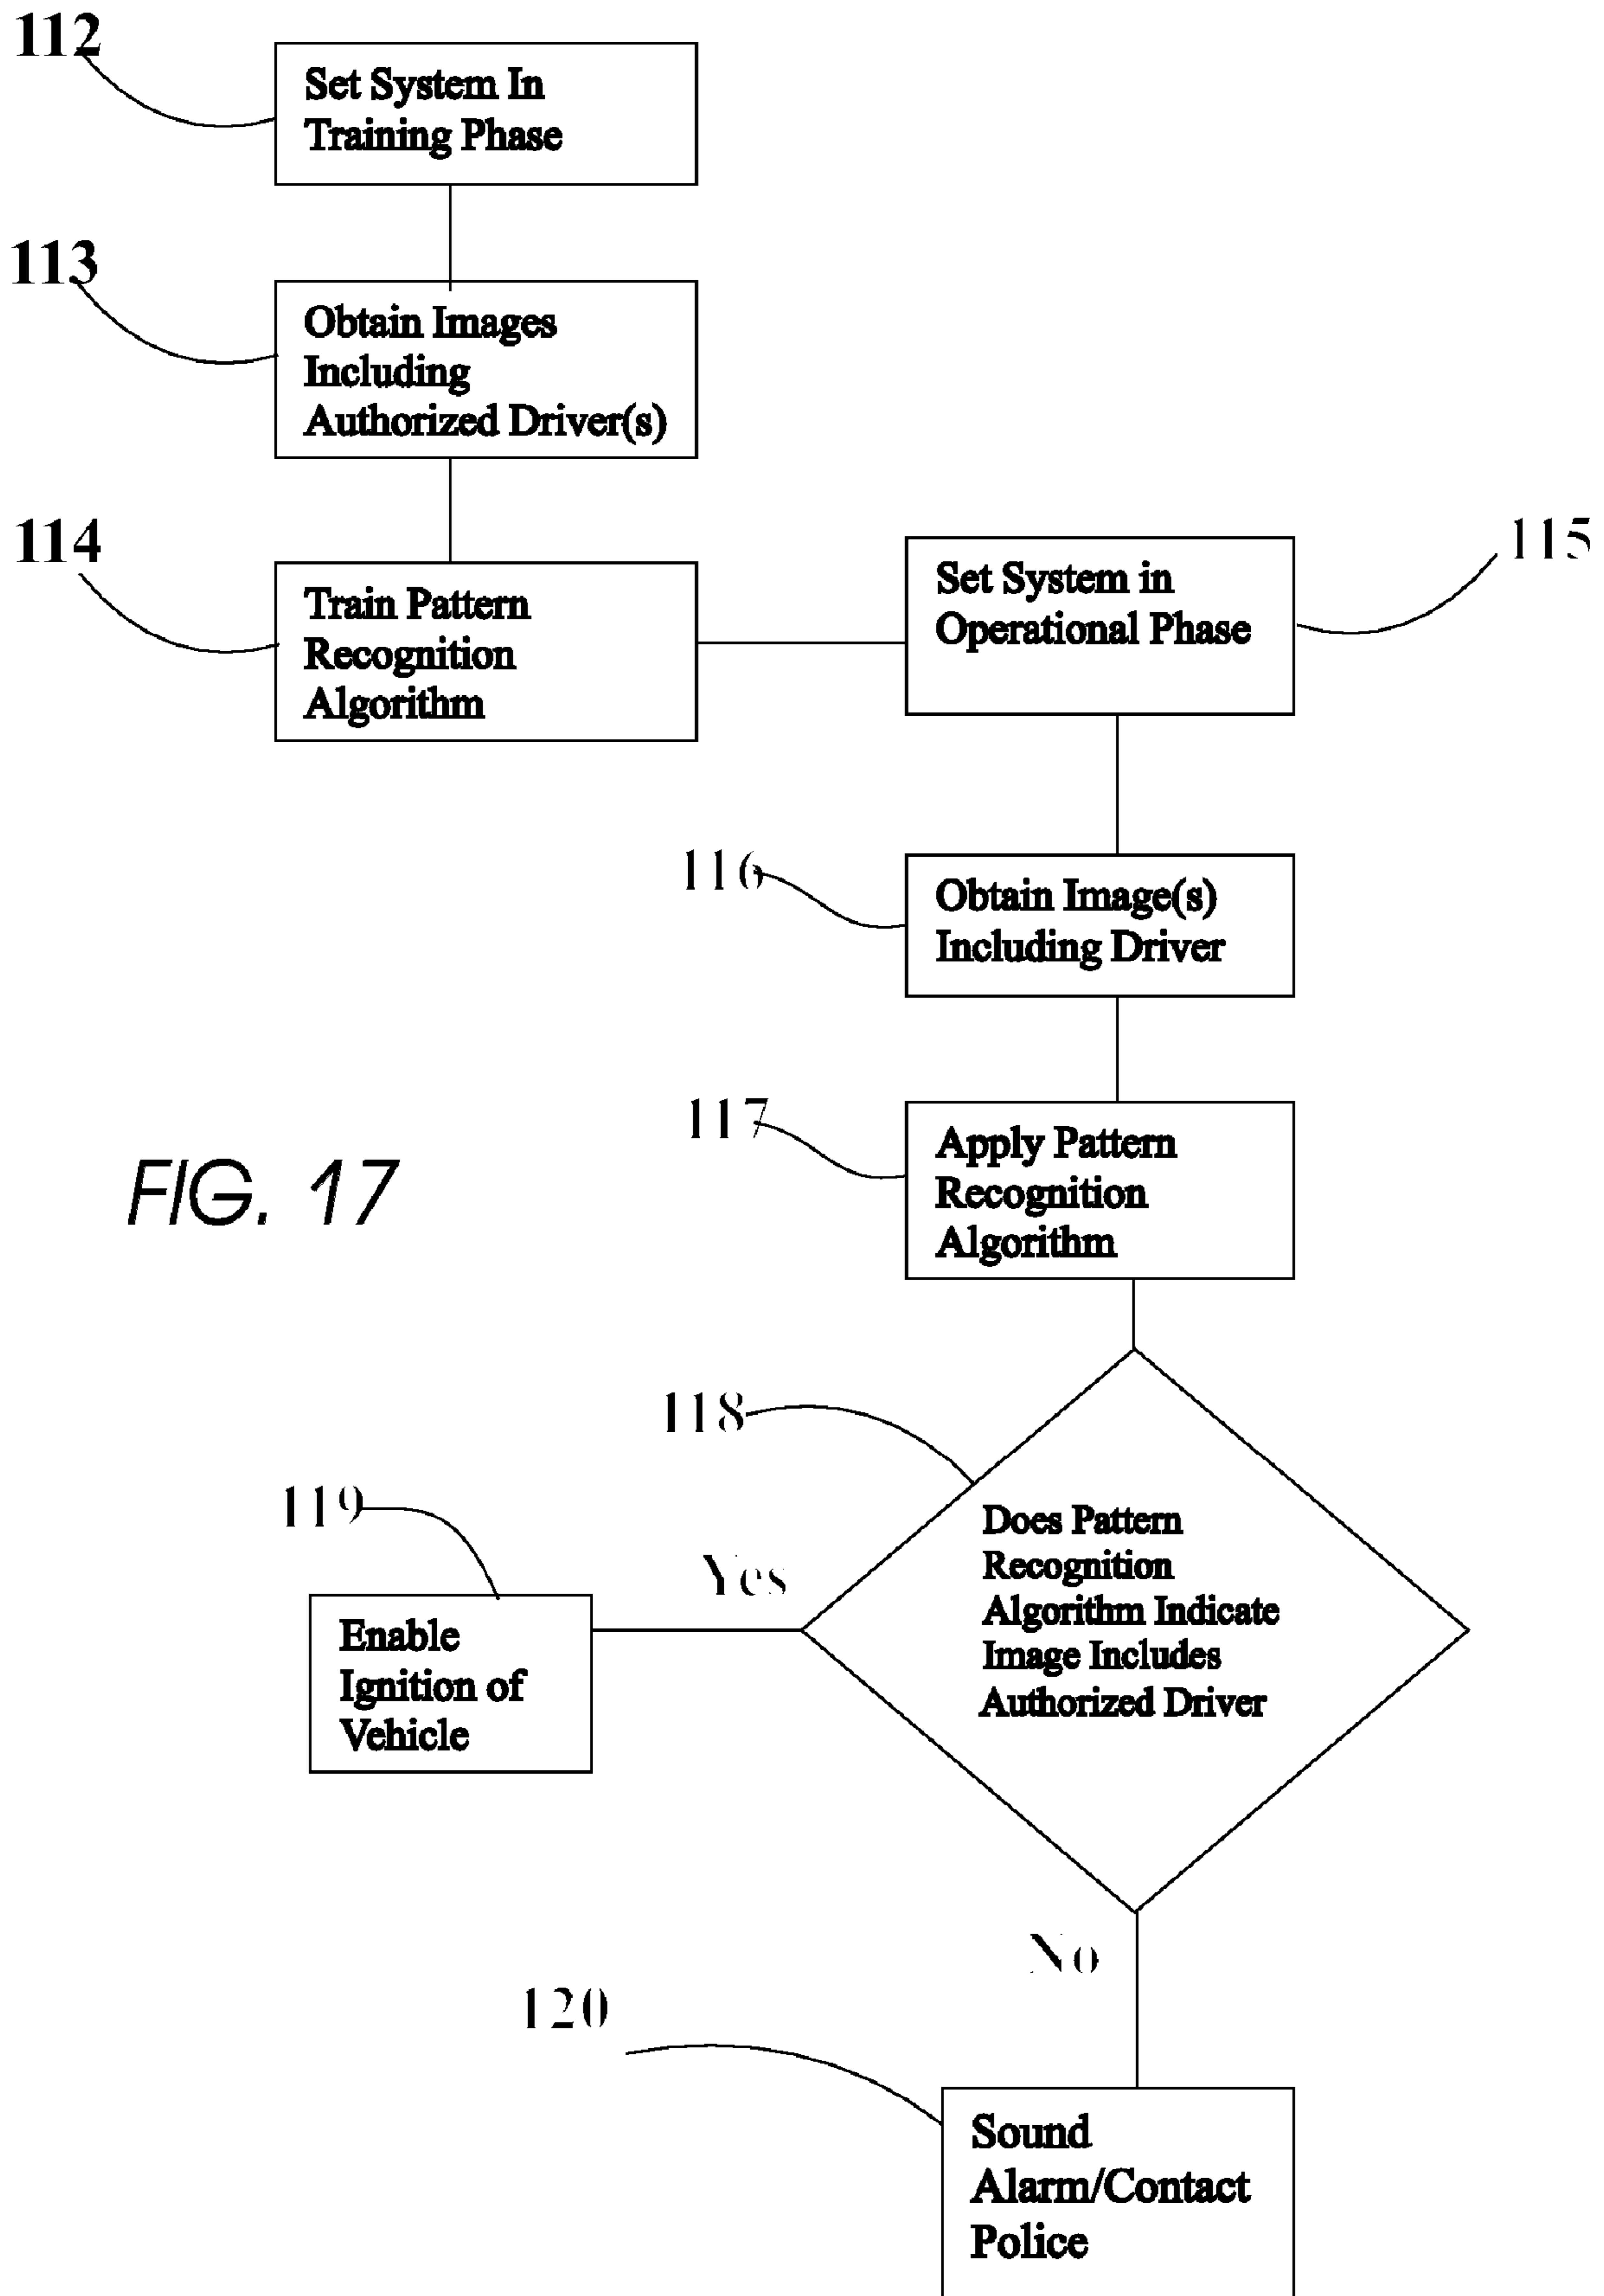 112
Set System In
Training Phase
113
Obtain Images
Including
Authorized Driver(s)
114
Train Pattern
Recognition
Algorithm
115
Set System in
Operational Phase
116
Obtain Image(s)
Including Driver
117
Apply Pattern
Recognition
Algorithm
FIG. 17
118
Does Pattern
Recognition
Algorithm Indicate
Image Includes
Authorized Driver
119
Yes
Enable
Ignition of
Vehicle
No
120
Sound
Alarm/Contact
Police